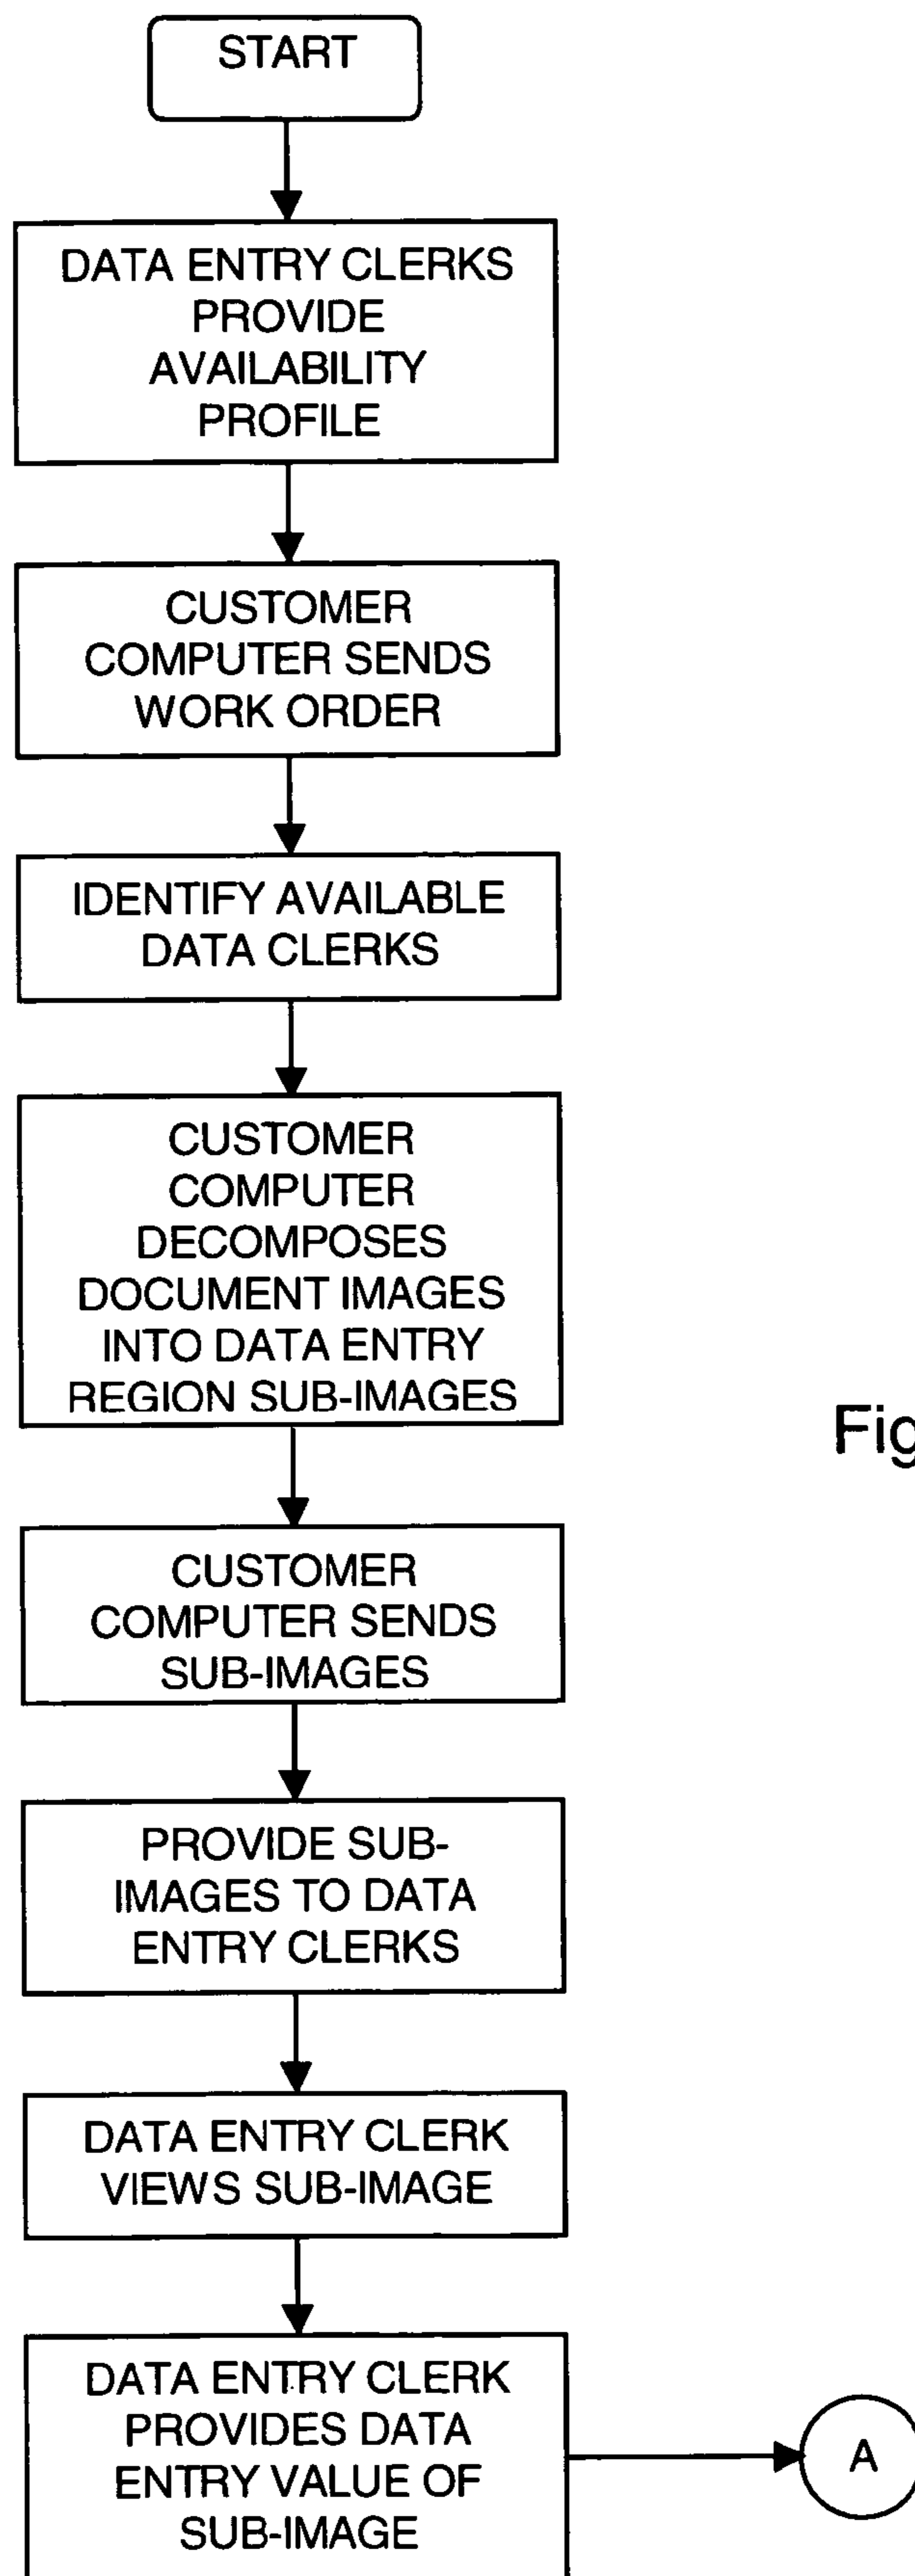 START
DATA ENTRY CLERKS
PROVIDE
AVAILABILITY
PROFILE
CUSTOMER
COMPUTER SENDS
WORK ORDER
IDENTIFY AVAILABLE
DATA CLERKS
CUSTOMER
COMPUTER
DECOMPOSES
DOCUMENT IMAGES
INTO DATA ENTRY
REGION SUB-IMAGES
Fig
CUSTOMER
COMPUTER SENDS
SUB-IMAGES
PROVIDE SUB-
IMAGES TO DATA
ENTRY CLERKS
DATA ENTRY CLERK
VIEWS SUB-IMAGE
DATA ENTRY CLERK
PROVIDES DATA
ENTRY VALUE OF
SUB-IMAGE
A